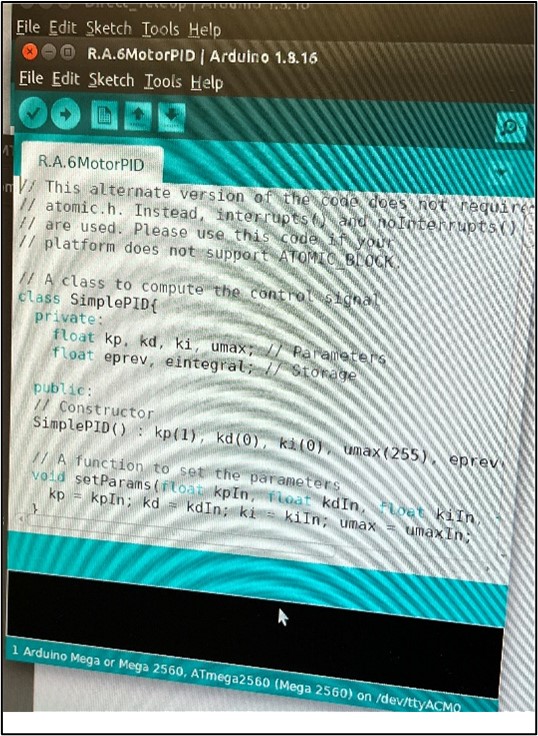 File Edit Sketch Tools Help
R.A.6MotorPID | Arduino 1.8.16
File Edit Sketch Tools Help
R.A.6MotorPID
// This alternate version of the code does not require
// atomic.h. Instead, interrupts() and noInterrupts()
// are used. Please use this code if your
// platform does not support ATOMIC_BLOCK.
// A class to compute the control signal
class SimplePID{
private:
float kp, kd, ki, umax; // Parameters
float eprev, eintegral; // Storage
public:
// Constructor
SimplePID() : kp(1), kd(0), ki(0), umax(255), eprev
// A function to set the parameters
void setParams(float kpIn, float kdIn, float kiIn,
kp = kpIn; kd = kdIn; ki = kiIn; umax = umaxIn;
}
1 Arduino Mega or Mega 2560, ATmega2560 (Mega 2560) on /dev/ttyACM0